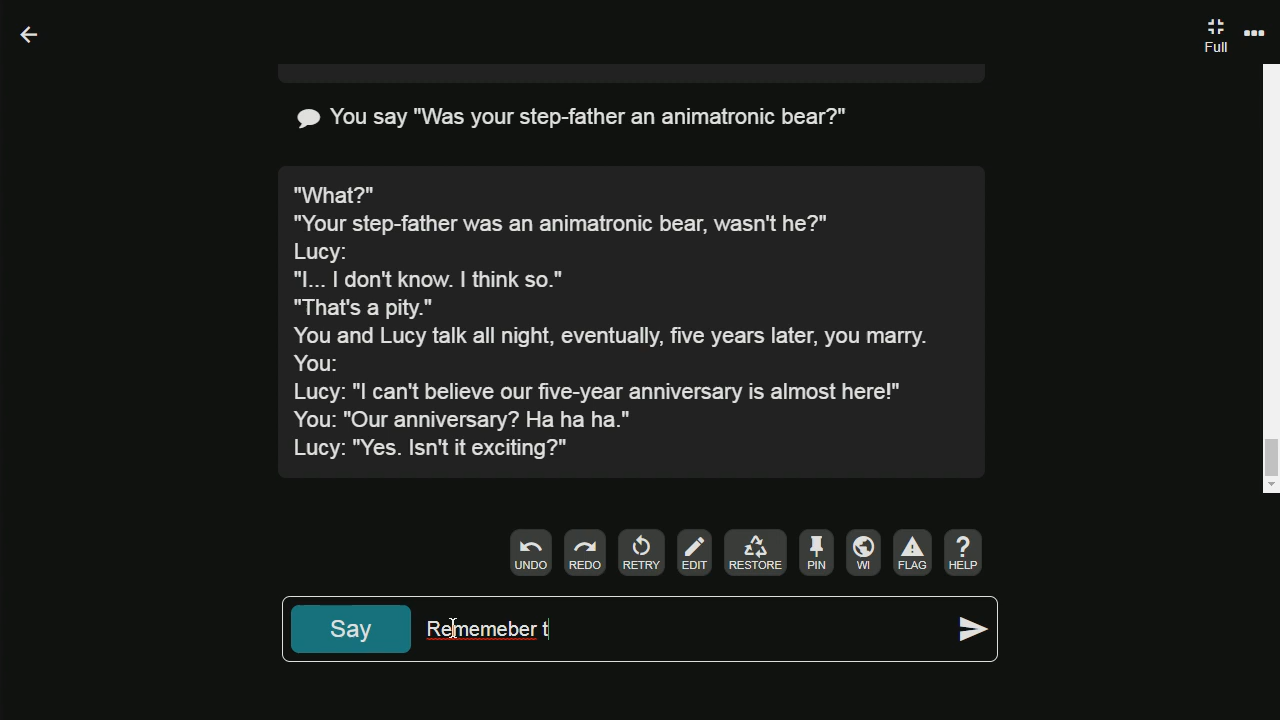 Full
You say "Was your step-father an animatronic bear?"
"What?"
"Your step-father was an animatronic bear, wasn't he?"
Lucy:
"I... I don't know. I think so."
"That's a pity."
You and Lucy talk all night, eventually, five years later, you marry.
You:
Lucy: "I can't believe our five-year anniversary is almost here!"
You: "Our anniversary? Ha ha ha."
Lucy: "Yes. Isn't it exciting?"
UNDO REDO RETRY EDIT RESTORE PIN WI FLAG HELP
Say Rememeber t